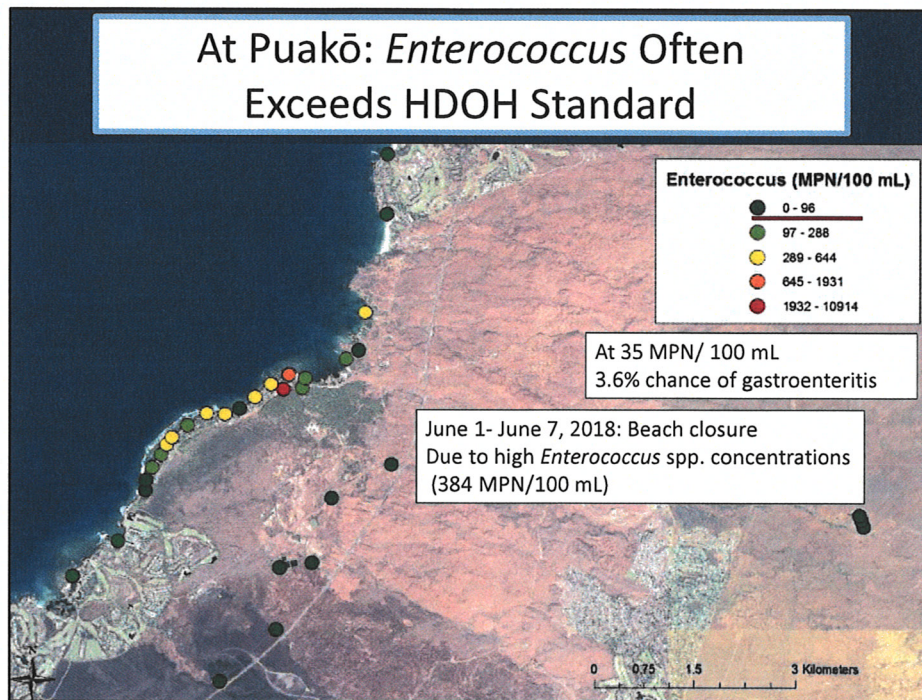 At Puakō: Enterococcus Often
Exceeds HDOH Standard
Enterococcus (MPN/100 mL)
0 - 96
97 - 288
289 - 644
645 - 1931
1932 - 10914
At 35 MPN/ 100 mL
3.6% chance of gastroenteritis
June 1- June 7, 2018: Beach closure
Due to high Enterococcus spp. concentrations
(384 MPN/100 mL)
N
0 0.75 1.5 3 Kilometers